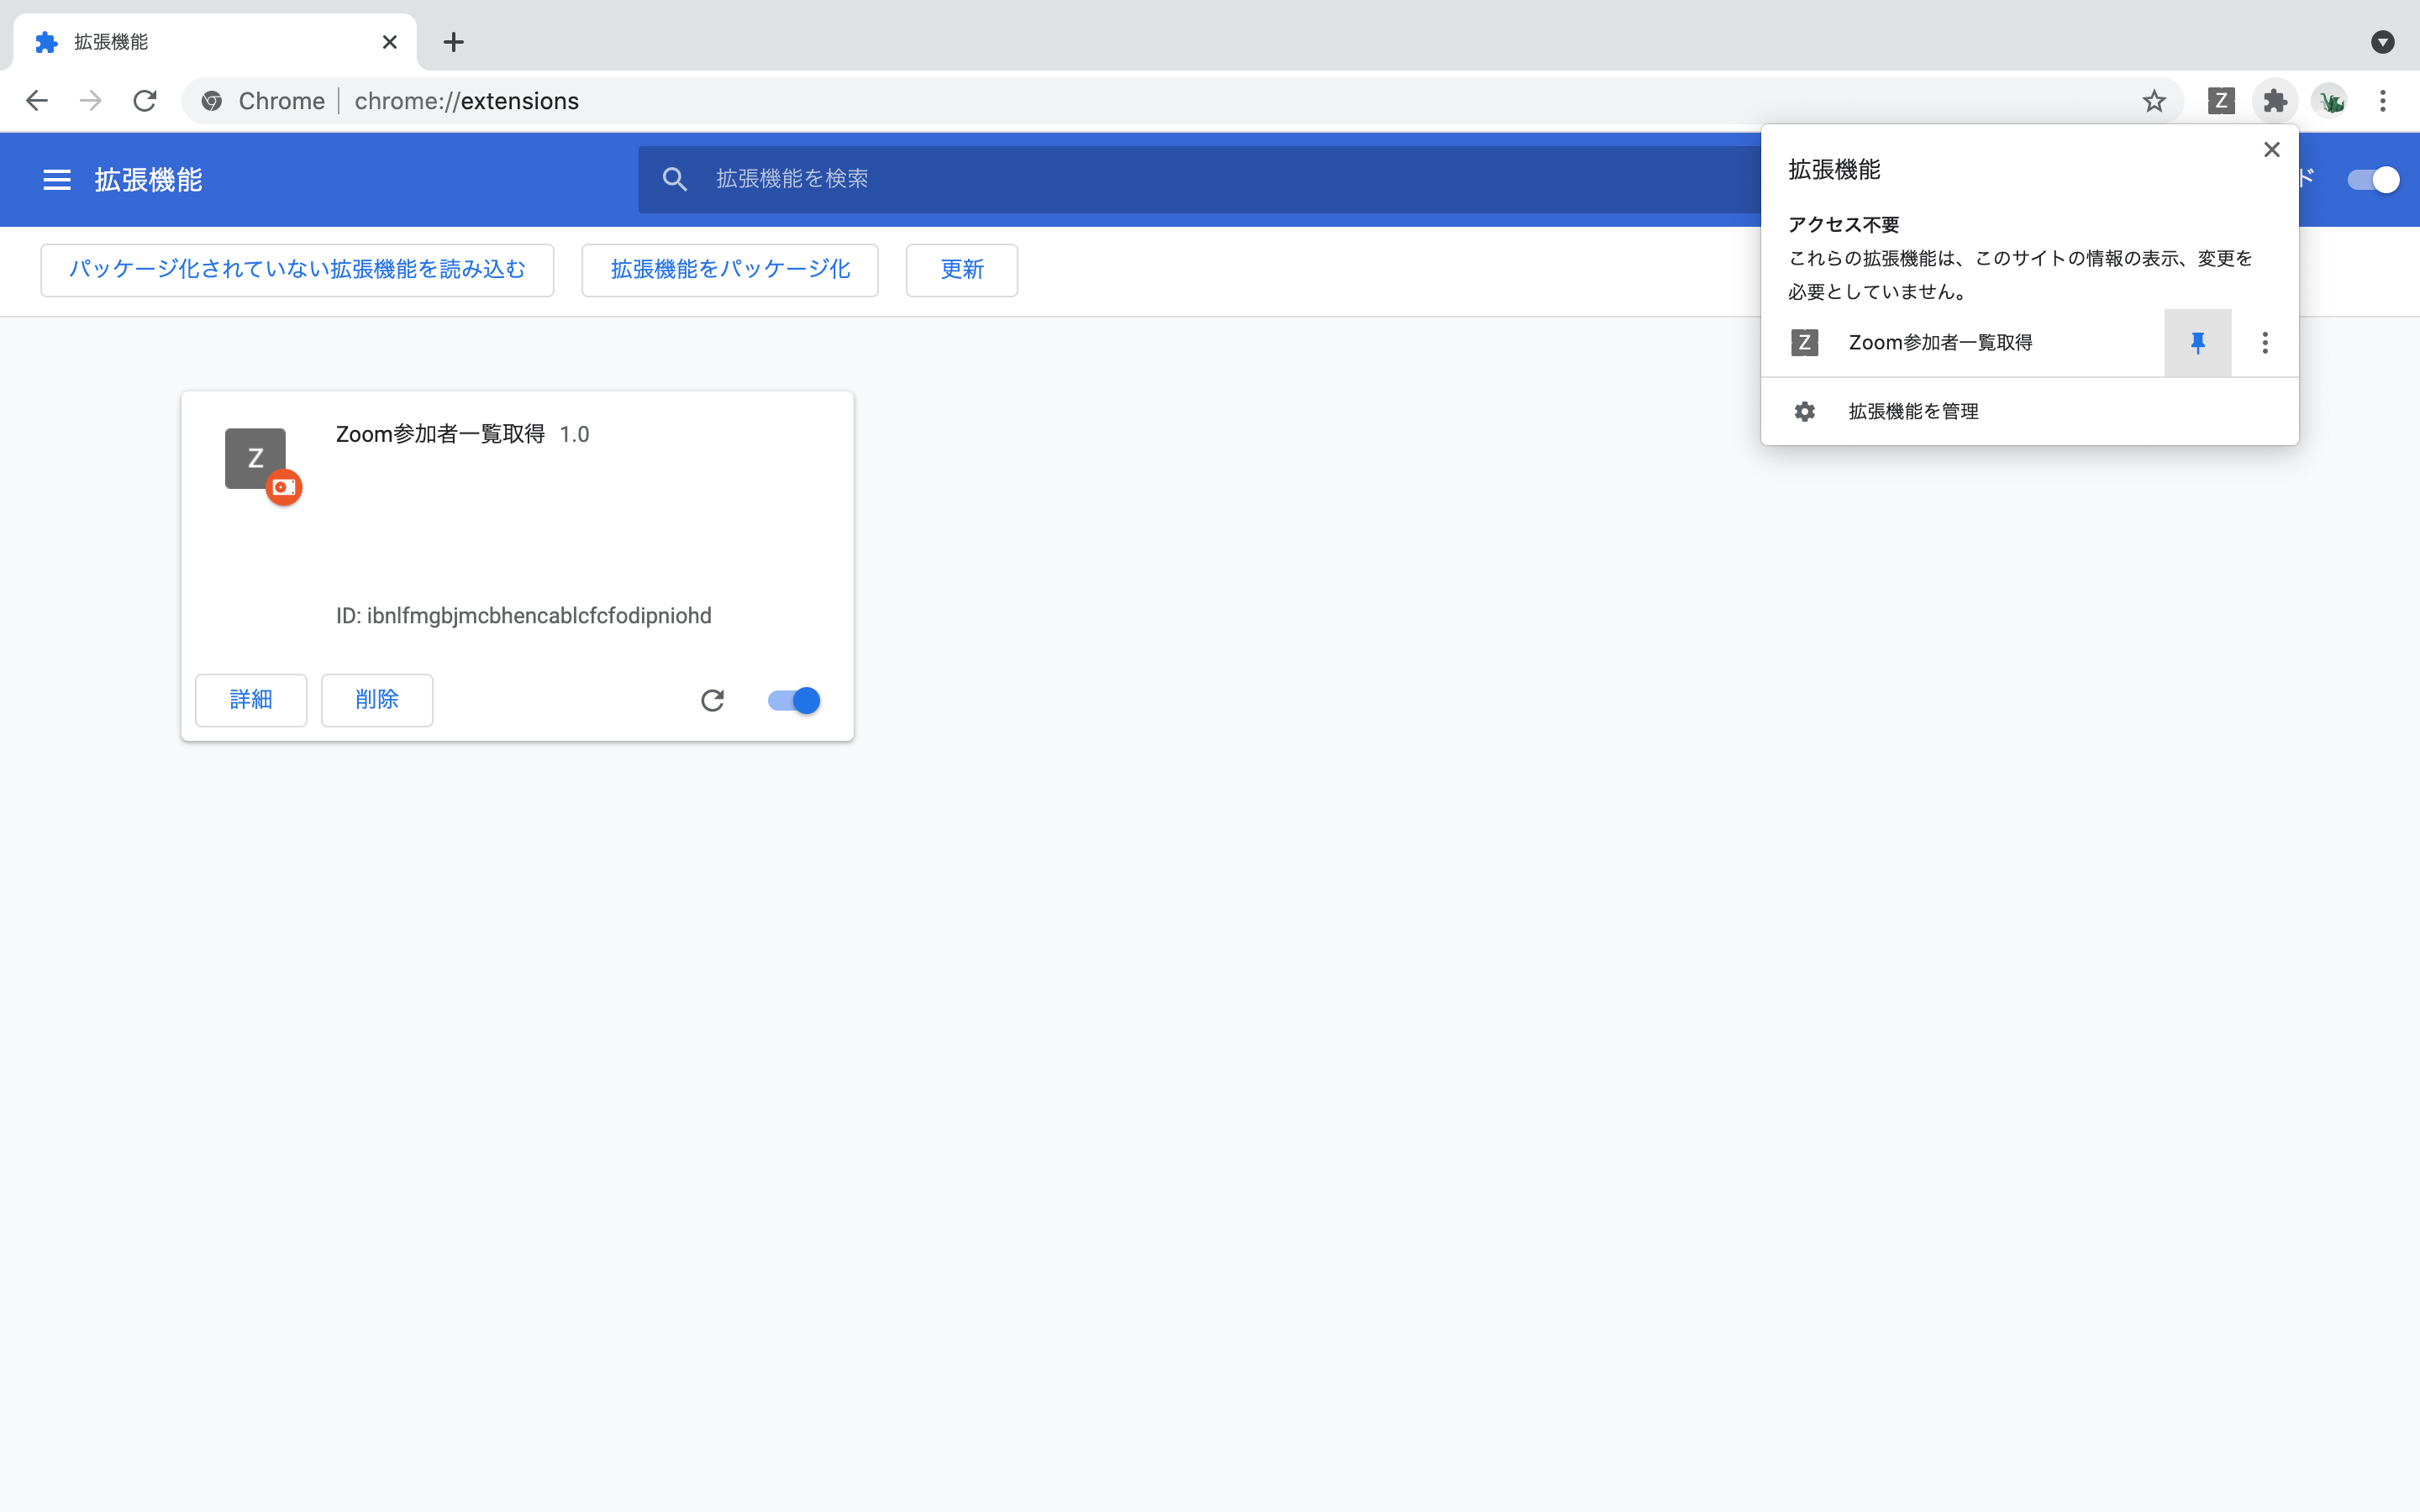 拡張機能
Chrome chrome://extensions
拡張機能
拡張機能を検索
ド
パッケージ化されていない拡張機能を読み込む
拡張機能をパッケージ化
更新
拡張機能
アクセス不要
これらの拡張機能は、このサイトの情報の表示、変更を
必要としていません。
Z Zoom参加者一覧取得
拡張機能を管理
Z
Z
Zoom参加者一覧取得 1.0
ID: ibnlfmgbjmcbhencablcfcfodipniohd
詳細
削除